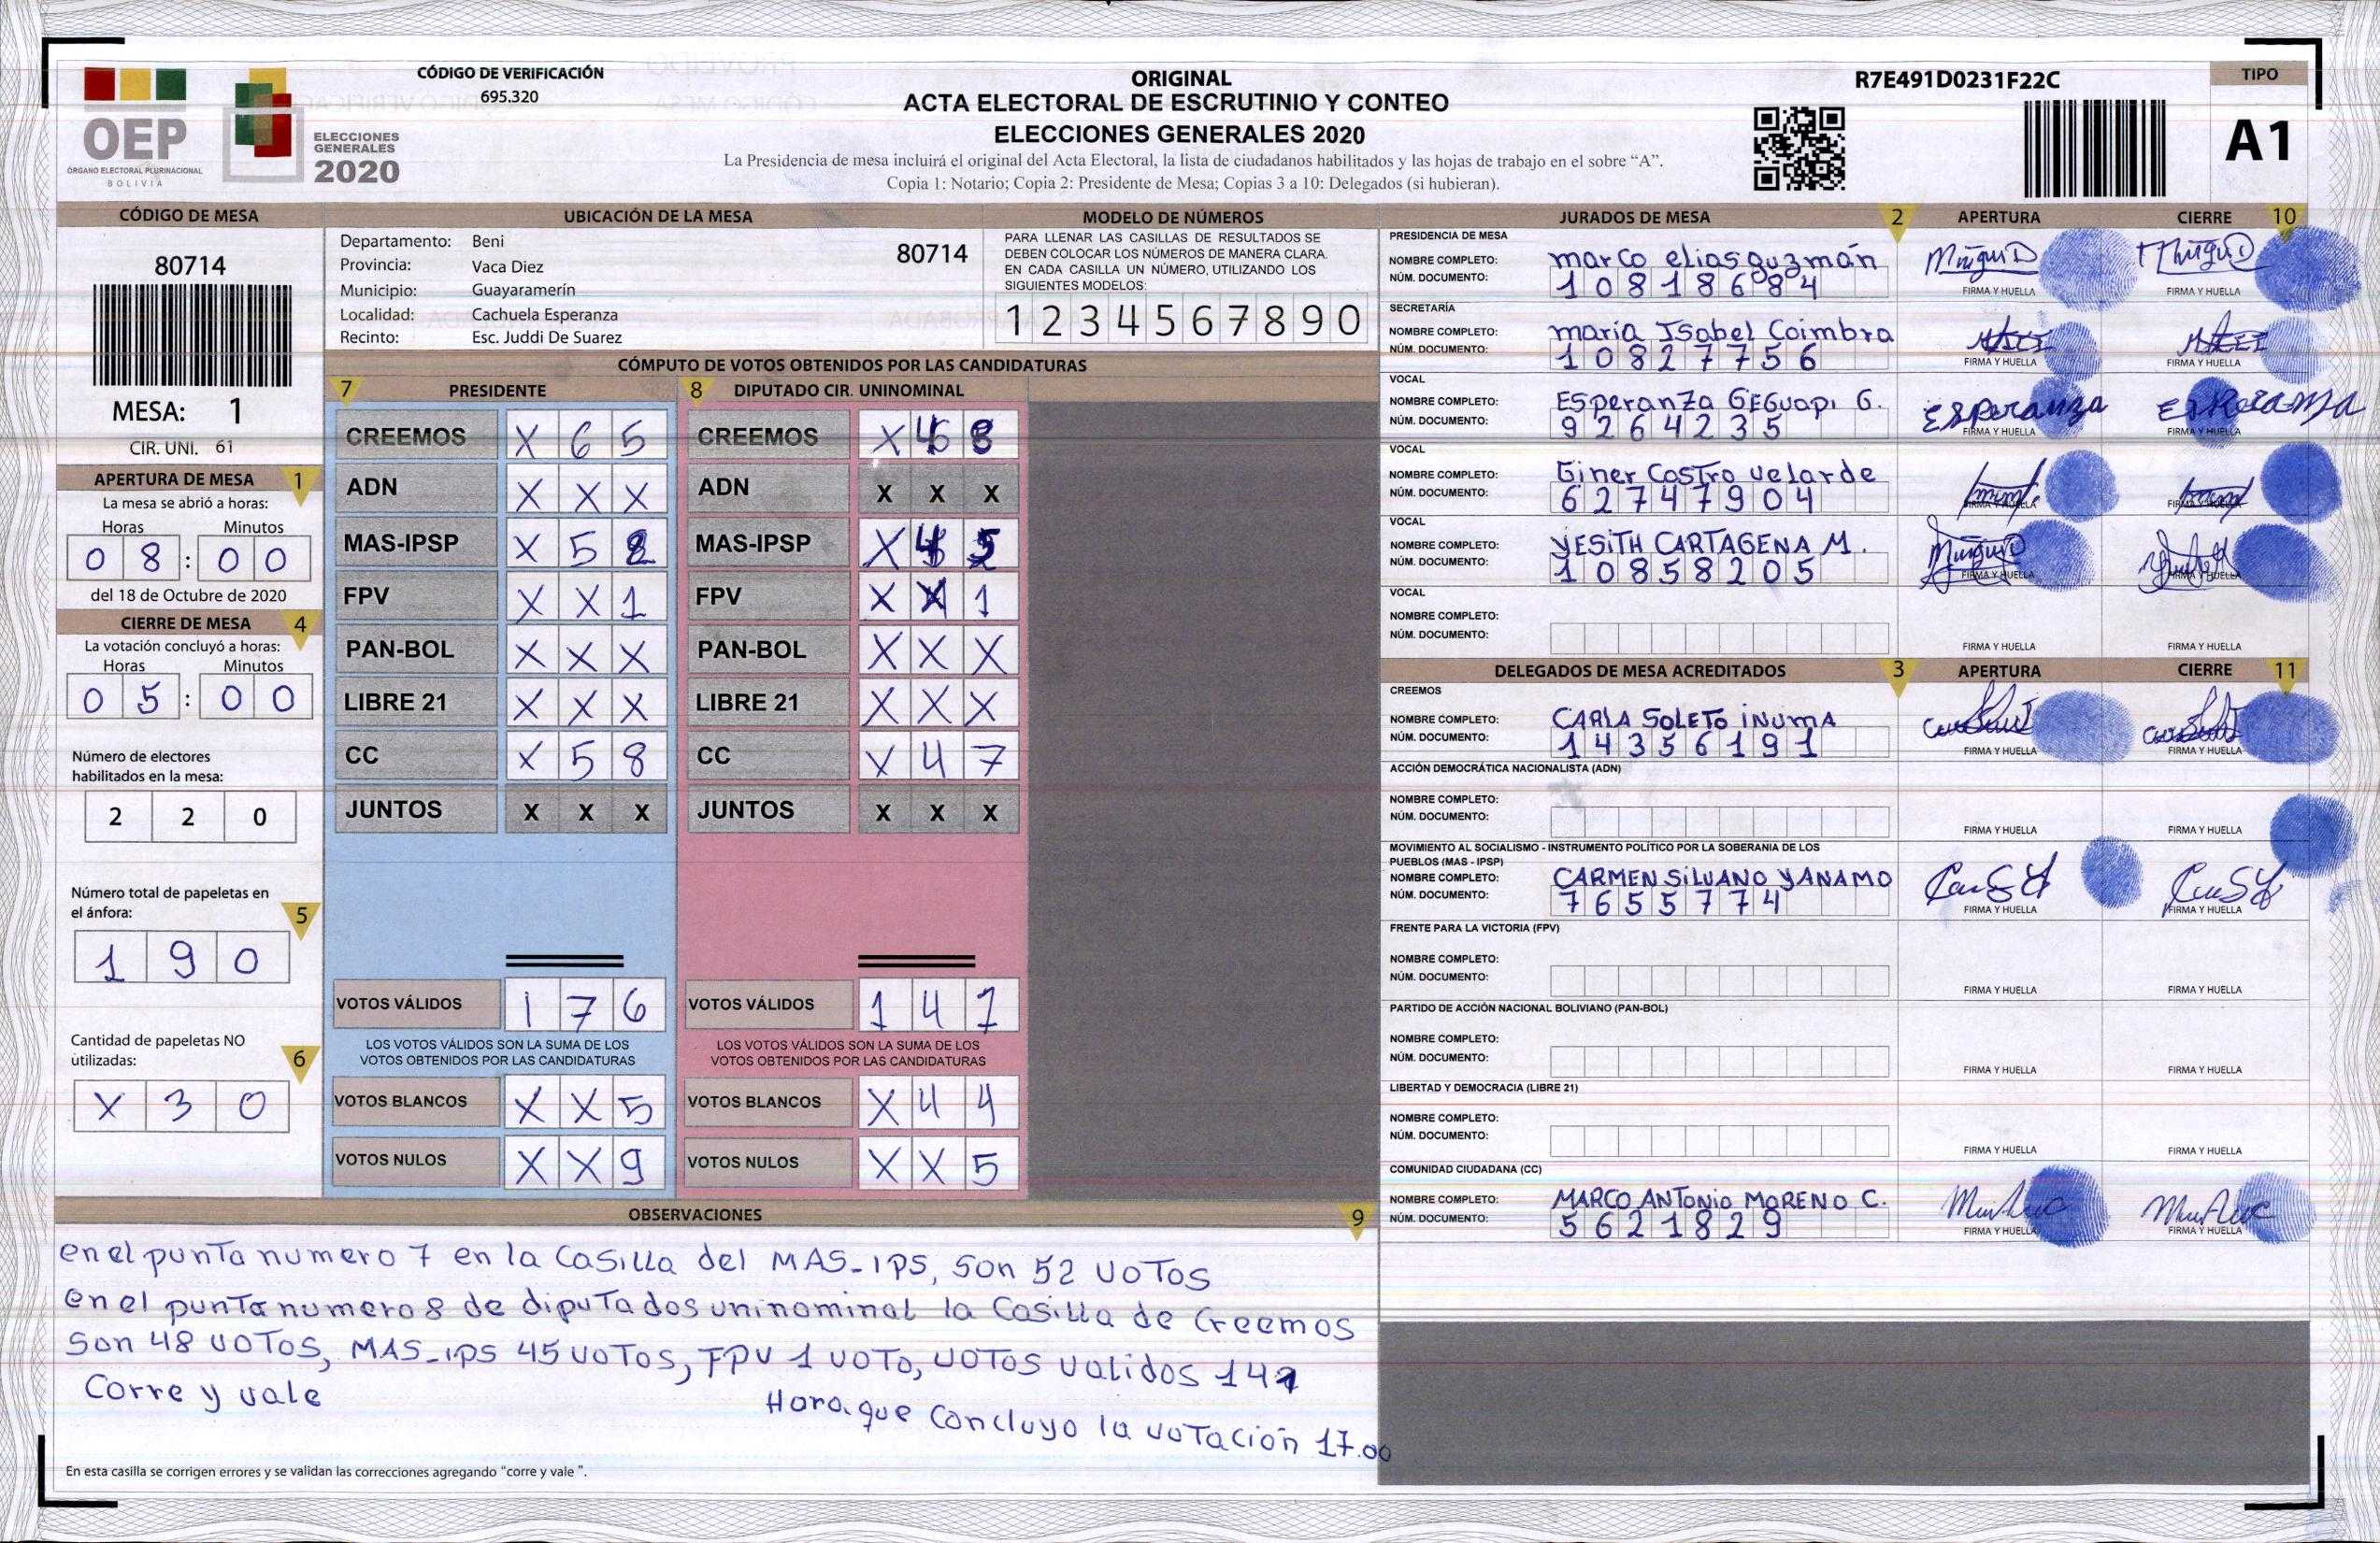 OEP
ÓRGANO ELECTORAL PLURINACIONAL
BOLIVIA
ELECCIONES
GENERALES
2020
CÓDIGO DE VERIFICACIÓN
695.320
ORIGINAL
ACTA ELECTORAL DE ESCRUTINIO Y CONTEO
ELECCIONES GENERALES 2020
La Presidencia de mesa incluirá el original del Acta Electoral, la lista de ciudadanos habilitados y las hojas de trabajo en el sobre “A”.
Copia 1: Notario; Copia 2: Presidente de Mesa; Copias 3 a 10: Delegados (si hubieran).
R7E491D0231F22C
TIPO
A1
CÓDIGO DE MESA
80714
MESA: 1
CIR. UNI. 61
APERTURA DE MESA 1
La mesa se abrió a horas:
Horas Minutos
0 8 : 0 0
del 18 de Octubre de 2020
CIERRE DE MESA 4
La votación concluyó a horas:
Horas Minutos
0 5 : 0 0
Número de electores
habilitados en la mesa:
2 2 0
Número total de papeletas en
el ánfora: 5
1 9 0
Cantidad de papeletas NO
utilizadas: 6
X 3 0
UBICACIÓN DE LA MESA
Departamento: Beni 80714
Provincia: Vaca Diez
Municipio: Guayaramerín
Localidad: Cachuela Esperanza
Recinto: Esc. Juddi De Suarez
MODELO DE NÚMEROS
PARA LLENAR LAS CASILLAS DE RESULTADOS SE
DEBEN COLOCAR LOS NÚMEROS DE MANERA CLARA.
EN CADA CASILLA UN NÚMERO, UTILIZANDO LOS
SIGUIENTES MODELOS:
1 2 3 4 5 6 7 8 9 0
CÓMPUTO DE VOTOS OBTENIDOS POR LAS CANDIDATURAS
7 PRESIDENTE 8 DIPUTADO CIR. UNINOMINAL
CREEMOS X 6 5 CREEMOS X 4 8
ADN X X X ADN X X X
MAS-IPSP X 5 2 MAS-IPSP X 4 5
FPV X X 1 FPV X X 1
PAN-BOL X X X PAN-BOL X X X
LIBRE 21 X X X LIBRE 21 X X X
CC X 5 8 CC X 4 7
JUNTOS X X X JUNTOS X X X
VOTOS VÁLIDOS 1 7 6 VOTOS VÁLIDOS 1 4 1
LOS VOTOS VÁLIDOS SON LA SUMA DE LOS LOS VOTOS VÁLIDOS SON LA SUMA DE LOS
VOTOS OBTENIDOS POR LAS CANDIDATURAS VOTOS OBTENIDOS POR LAS CANDIDATURAS
VOTOS BLANCOS X X 5 VOTOS BLANCOS X 4 4
VOTOS NULOS X X 9 VOTOS NULOS X X 5
OBSERVACIONES 9
en el punto numero 7 en la Casilla del MAS-IPS, son 52 votos
en el punto numero 8 de diputados uninominal la Casilla de Creemos
son 48 votos, MAS-IPS 45 votos, FPV 1 voto, votos validos 141
Corre y vale
Hora que Concluyo la votación 17.00
En esta casilla se corrigen errores y se validan las correcciones agregando “corre y vale ”.
JURADOS DE MESA 2 APERTURA CIERRE 10
PRESIDENCIA DE MESA
NOMBRE COMPLETO: marco elias guzmán
NÚM. DOCUMENTO: 10818684
FIRMA Y HUELLA FIRMA Y HUELLA
SECRETARÍA
NOMBRE COMPLETO: maria Isabel Coimbra
NÚM. DOCUMENTO: 10827756
FIRMA Y HUELLA FIRMA Y HUELLA
VOCAL
NOMBRE COMPLETO: Esperanza GEGuapi G. Esperanza Esperanza
NÚM. DOCUMENTO: 9264235
FIRMA Y HUELLA FIRMA Y HUELLA
VOCAL
NOMBRE COMPLETO: Giner Castro Velarde
NÚM. DOCUMENTO: 62747904
FIRMA Y HUELLA FIRMA Y HUELLA
VOCAL
NOMBRE COMPLETO: YESITH CARTAGENA M.
NÚM. DOCUMENTO: 10858205
FIRMA Y HUELLA FIRMA Y HUELLA
VOCAL
NOMBRE COMPLETO:
NÚM. DOCUMENTO:
FIRMA Y HUELLA FIRMA Y HUELLA
DELEGADOS DE MESA ACREDITADOS 3 APERTURA CIERRE 11
CREEMOS
NOMBRE COMPLETO: CARLA SOLETO INUMA
NÚM. DOCUMENTO: 14356191
FIRMA Y HUELLA FIRMA Y HUELLA
ACCIÓN DEMOCRÁTICA NACIONALISTA (ADN)
NOMBRE COMPLETO:
NÚM. DOCUMENTO:
FIRMA Y HUELLA FIRMA Y HUELLA
MOVIMIENTO AL SOCIALISMO - INSTRUMENTO POLÍTICO POR LA SOBERANIA DE LOS
PUEBLOS (MAS - IPSP)
NOMBRE COMPLETO: CARMEN SILVANO YANAMO
NÚM. DOCUMENTO: 7655774
FIRMA Y HUELLA FIRMA Y HUELLA
FRENTE PARA LA VICTORIA (FPV)
NOMBRE COMPLETO:
NÚM. DOCUMENTO:
FIRMA Y HUELLA FIRMA Y HUELLA
PARTIDO DE ACCIÓN NACIONAL BOLIVIANO (PAN-BOL)
NOMBRE COMPLETO:
NÚM. DOCUMENTO:
FIRMA Y HUELLA FIRMA Y HUELLA
LIBERTAD Y DEMOCRACIA (LIBRE 21)
NOMBRE COMPLETO:
NÚM. DOCUMENTO:
FIRMA Y HUELLA FIRMA Y HUELLA
COMUNIDAD CIUDADANA (CC)
NOMBRE COMPLETO: MARCO ANTONIO MORENO C.
NÚM. DOCUMENTO: 5621829
FIRMA Y HUELLA FIRMA Y HUELLA